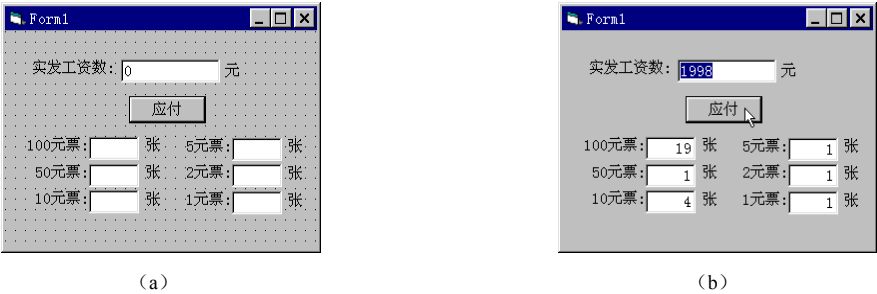 Form1
实发工资数: 0 元
应付
100元票: 张 5元票: 张
50元票: 张 2元票: 张
10元票: 张 1元票: 张
（a）
Form1
实发工资数: 1998 元
应付
100元票: 19 张 5元票: 1 张
50元票: 1 张 2元票: 1 张
10元票: 4 张 1元票: 1 张
（b）